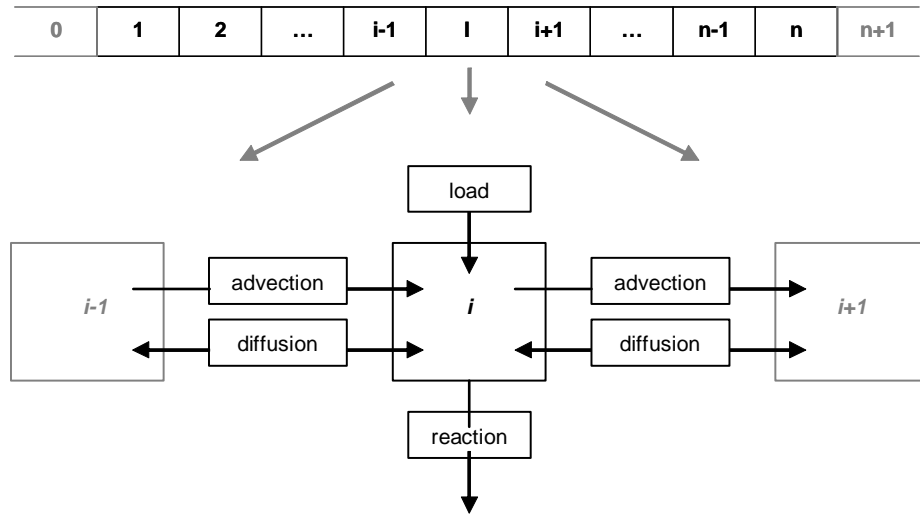 0 1 2 ... i-1 I i+1 ... n-1 n n+1
load
advection advection
i-1 i i+1
diffusion diffusion
reaction